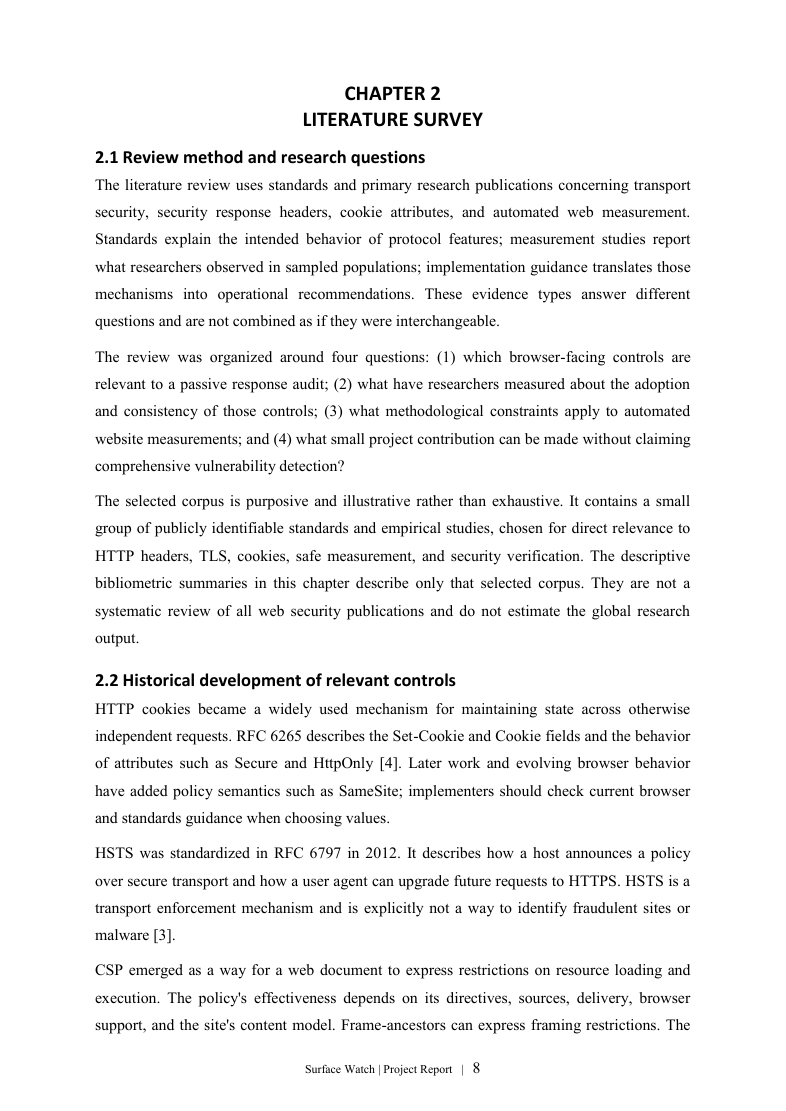 CHAPTER 2
LITERATURE SURVEY
2.1 Review method and research questions
The literature review uses standards and primary research publications concerning transport
security, security response headers, cookie attributes, and automated web measurement.
Standards explain the intended behavior of protocol features; measurement studies report
what researchers observed in sampled populations; implementation guidance translates those
mechanisms into operational recommendations. These evidence types answer different
questions and are not combined as if they were interchangeable.
The review was organized around four questions: (1) which browser-facing controls are
relevant to a passive response audit; (2) what have researchers measured about the adoption
and consistency of those controls; (3) what methodological constraints apply to automated
website measurements; and (4) what small project contribution can be made without claiming
comprehensive vulnerability detection?
The selected corpus is purposive and illustrative rather than exhaustive. It contains a small
group of publicly identifiable standards and empirical studies, chosen for direct relevance to
HTTP headers, TLS, cookies, safe measurement, and security verification. The descriptive
bibliometric summaries in this chapter describe only that selected corpus. They are not a
systematic review of all web security publications and do not estimate the global research
output.
2.2 Historical development of relevant controls
HTTP cookies became a widely used mechanism for maintaining state across otherwise
independent requests. RFC 6265 describes the Set-Cookie and Cookie fields and the behavior
of attributes such as Secure and HttpOnly [4]. Later work and evolving browser behavior
have added policy semantics such as SameSite; implementers should check current browser
and standards guidance when choosing values.
HSTS was standardized in RFC 6797 in 2012. It describes how a host announces a policy
over secure transport and how a user agent can upgrade future requests to HTTPS. HSTS is a
transport enforcement mechanism and is explicitly not a way to identify fraudulent sites or
malware [3].
CSP emerged as a way for a web document to express restrictions on resource loading and
execution. The policy's effectiveness depends on its directives, sources, delivery, browser
support, and the site's content model. Frame-ancestors can express framing restrictions. The
Surface Watch | Project Report | 8